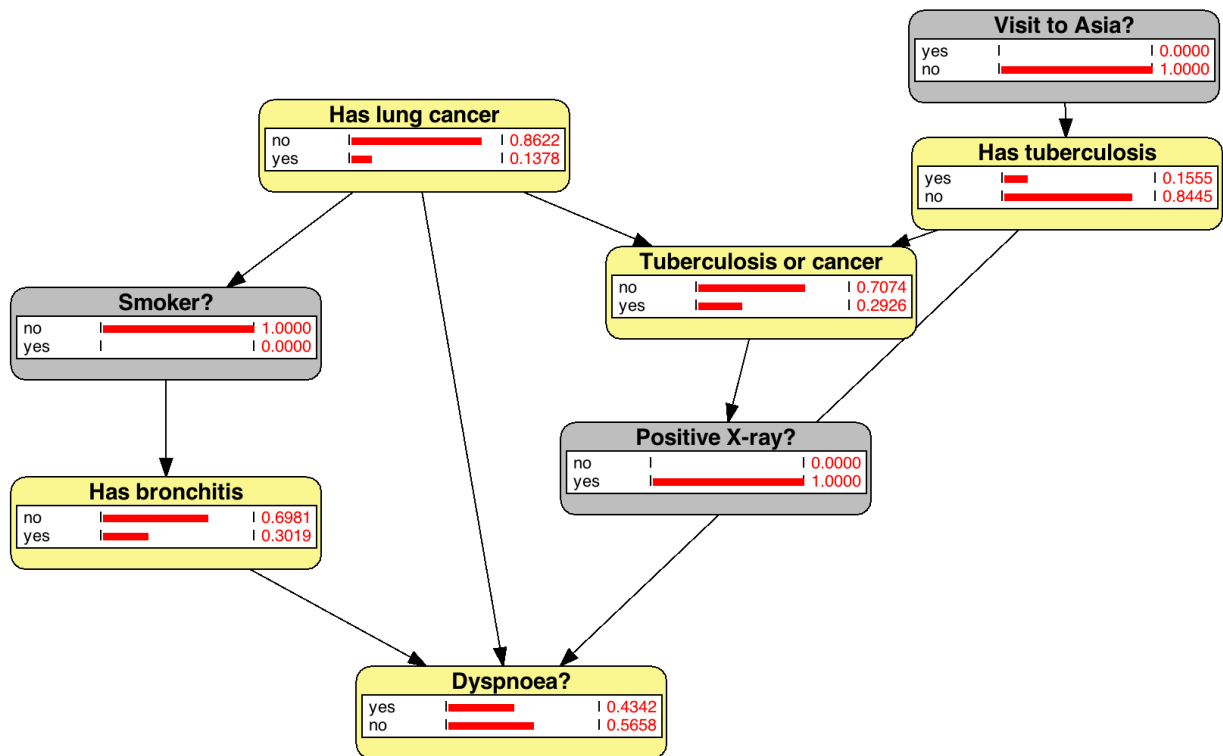 Visit to Asia?
yes 0.0000
no 1.0000
Has lung cancer
no 0.8622
yes 0.1378
Has tuberculosis
yes 0.1555
no 0.8445
Tuberculosis or cancer
no 0.7074
yes 0.2926
Smoker?
no 1.0000
yes 0.0000
Positive X-ray?
no 0.0000
yes 1.0000
Has bronchitis
no 0.6981
yes 0.3019
Dyspnoea?
yes 0.4342
no 0.5658